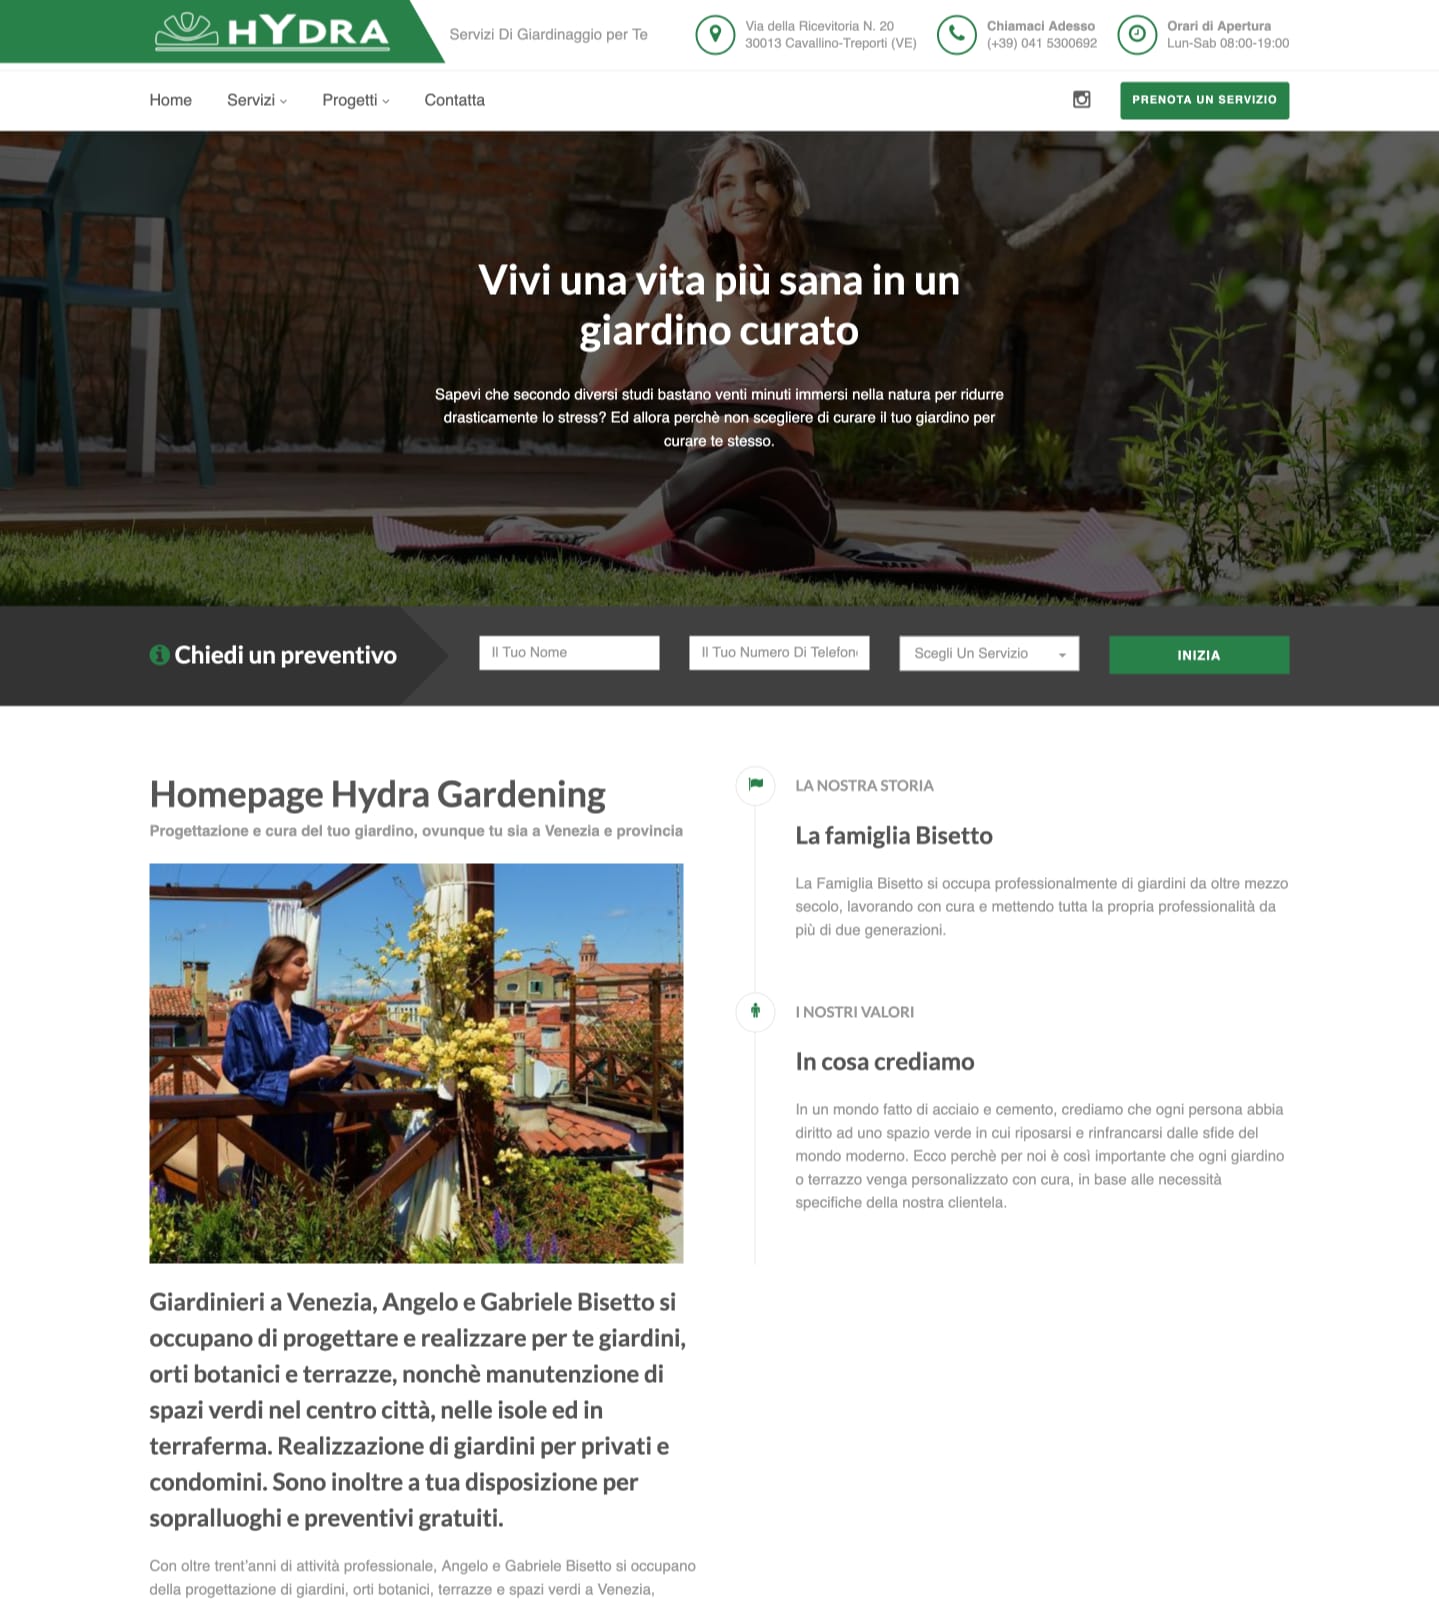 HYDRA
Servizi Di Giardinaggio per Te
Via della Ricevitoria N. 20
30013 Cavallino-Treporti (VE)
Chiamaci Adesso
(+39) 041 5300692
Orari di Apertura
Lun-Sab 08:00-19:00
Home
Servizi
Progetti
Contatta
PRENOTA UN SERVIZIO
Vivi una vita più sana in un
giardino curato
Sapevi che secondo diversi studi bastano venti minuti immersi nella natura per ridurre
drasticamente lo stress? Ed allora perchè non scegliere di curare il tuo giardino per
curare te stesso.
Chiedi un preventivo
Il Tuo Nome
Il Tuo Numero Di Telefon
Scegli Un Servizio
INIZIA
Homepage Hydra Gardening
Progettazione e cura del tuo giardino, ovunque tu sia a Venezia e provincia
Giardinieri a Venezia, Angelo e Gabriele Bisetto si
occupano di progettare e realizzare per te giardini,
orti botanici e terrazze, nonchè manutenzione di
spazi verdi nel centro città, nelle isole ed in
terraferma. Realizzazione di giardini per privati e
condomini. Sono inoltre a tua disposizione per
sopralluoghi e preventivi gratuiti.
Con oltre trent'anni di attività professionale, Angelo e Gabriele Bisetto si occupano
della progettazione di giardini, orti botanici, terrazze e spazi verdi a Venezia,
LA NOSTRA STORIA
La famiglia Bisetto
La Famiglia Bisetto si occupa professionalmente di giardini da oltre mezzo
secolo, lavorando con cura e mettendo tutta la propria professionalità da
più di due generazioni.
I NOSTRI VALORI
In cosa crediamo
In un mondo fatto di acciaio e cemento, crediamo che ogni persona abbia
diritto ad uno spazio verde in cui riposarsi e rinfrancarsi dalle sfide del
mondo moderno. Ecco perchè per noi è così importante che ogni giardino
o terrazzo venga personalizzato con cura, in base alle necessità
specifiche della nostra clientela.